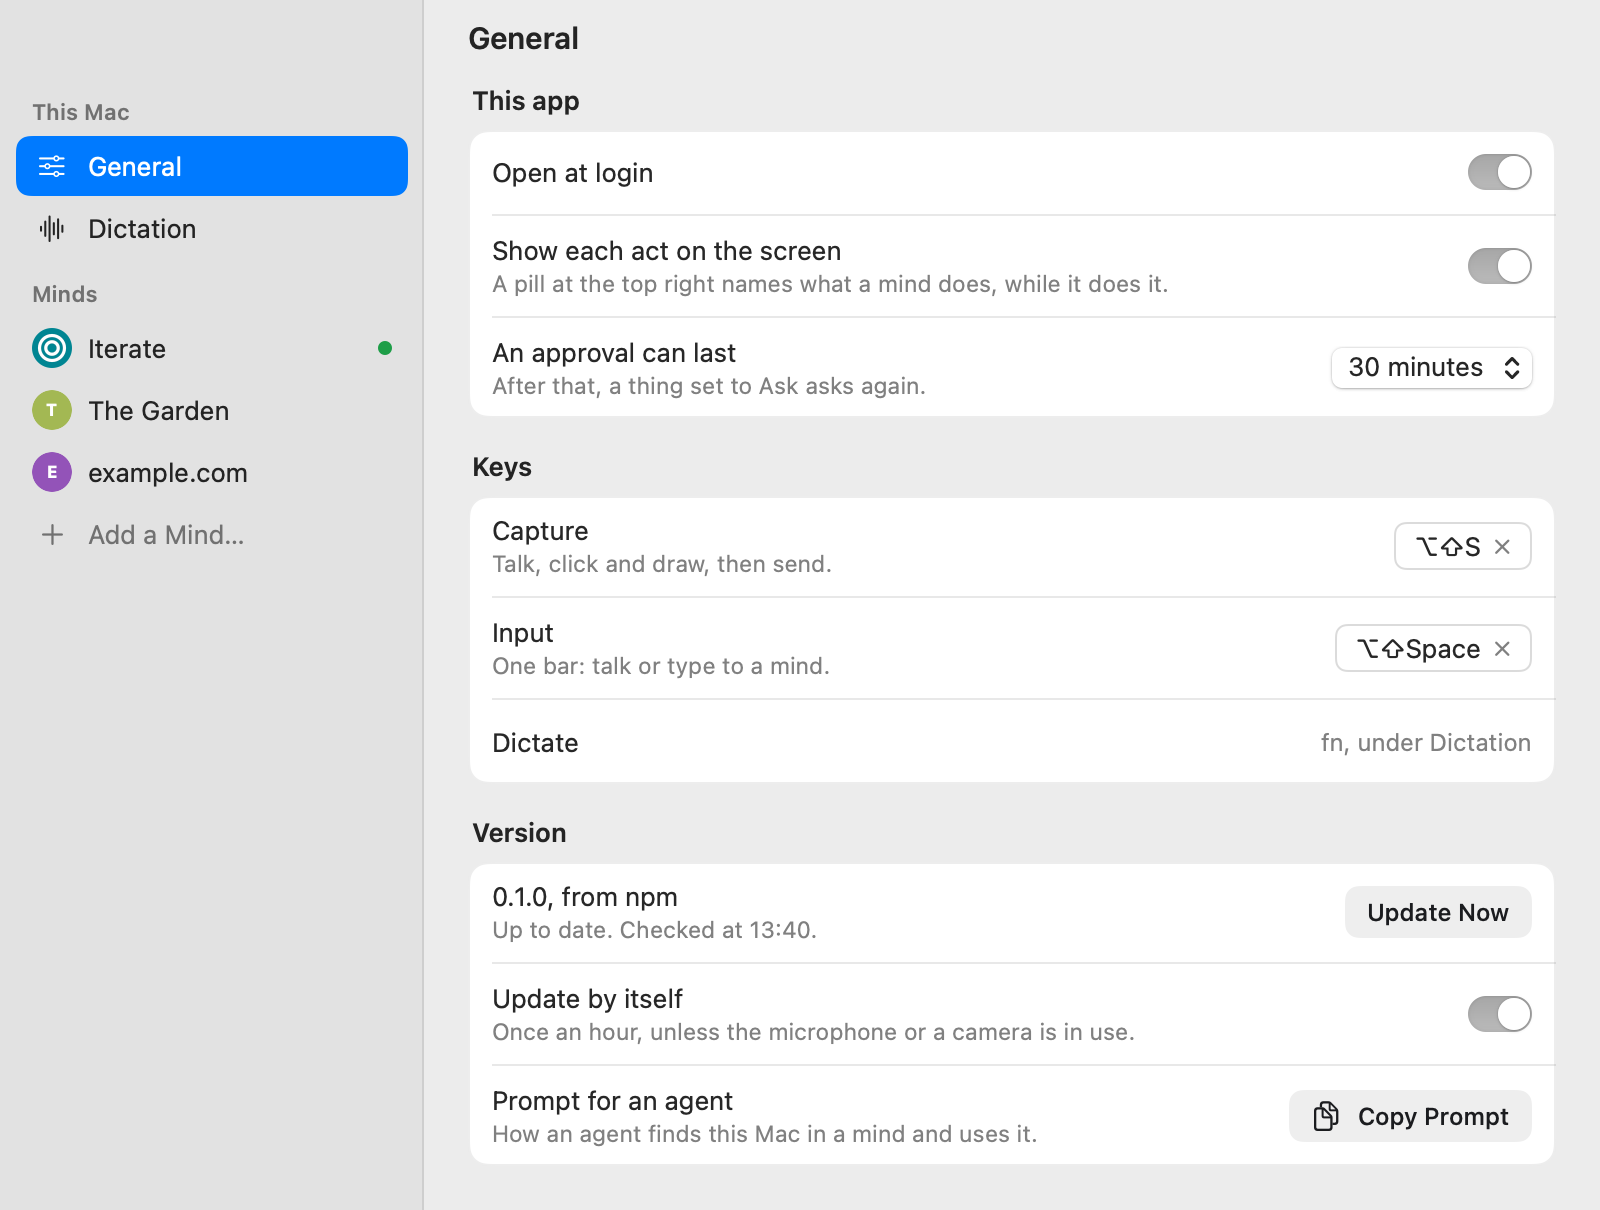 This Mac
General
Dictation
Minds
Iterate
T The Garden
E example.com
Add a Mind...
General
This app
Open at login
Show each act on the screen
A pill at the top right names what a mind does, while it does it.
An approval can last
After that, a thing set to Ask asks again.
30 minutes
Keys
Capture
Talk, click and draw, then send.
⌥⇧S ×
Input
One bar: talk or type to a mind.
⌥⇧Space ×
Dictate
fn, under Dictation
Version
0.1.0, from npm
Up to date. Checked at 13:40.
Update Now
Update by itself
Once an hour, unless the microphone or a camera is in use.
Prompt for an agent
How an agent finds this Mac in a mind and uses it.
Copy Prompt